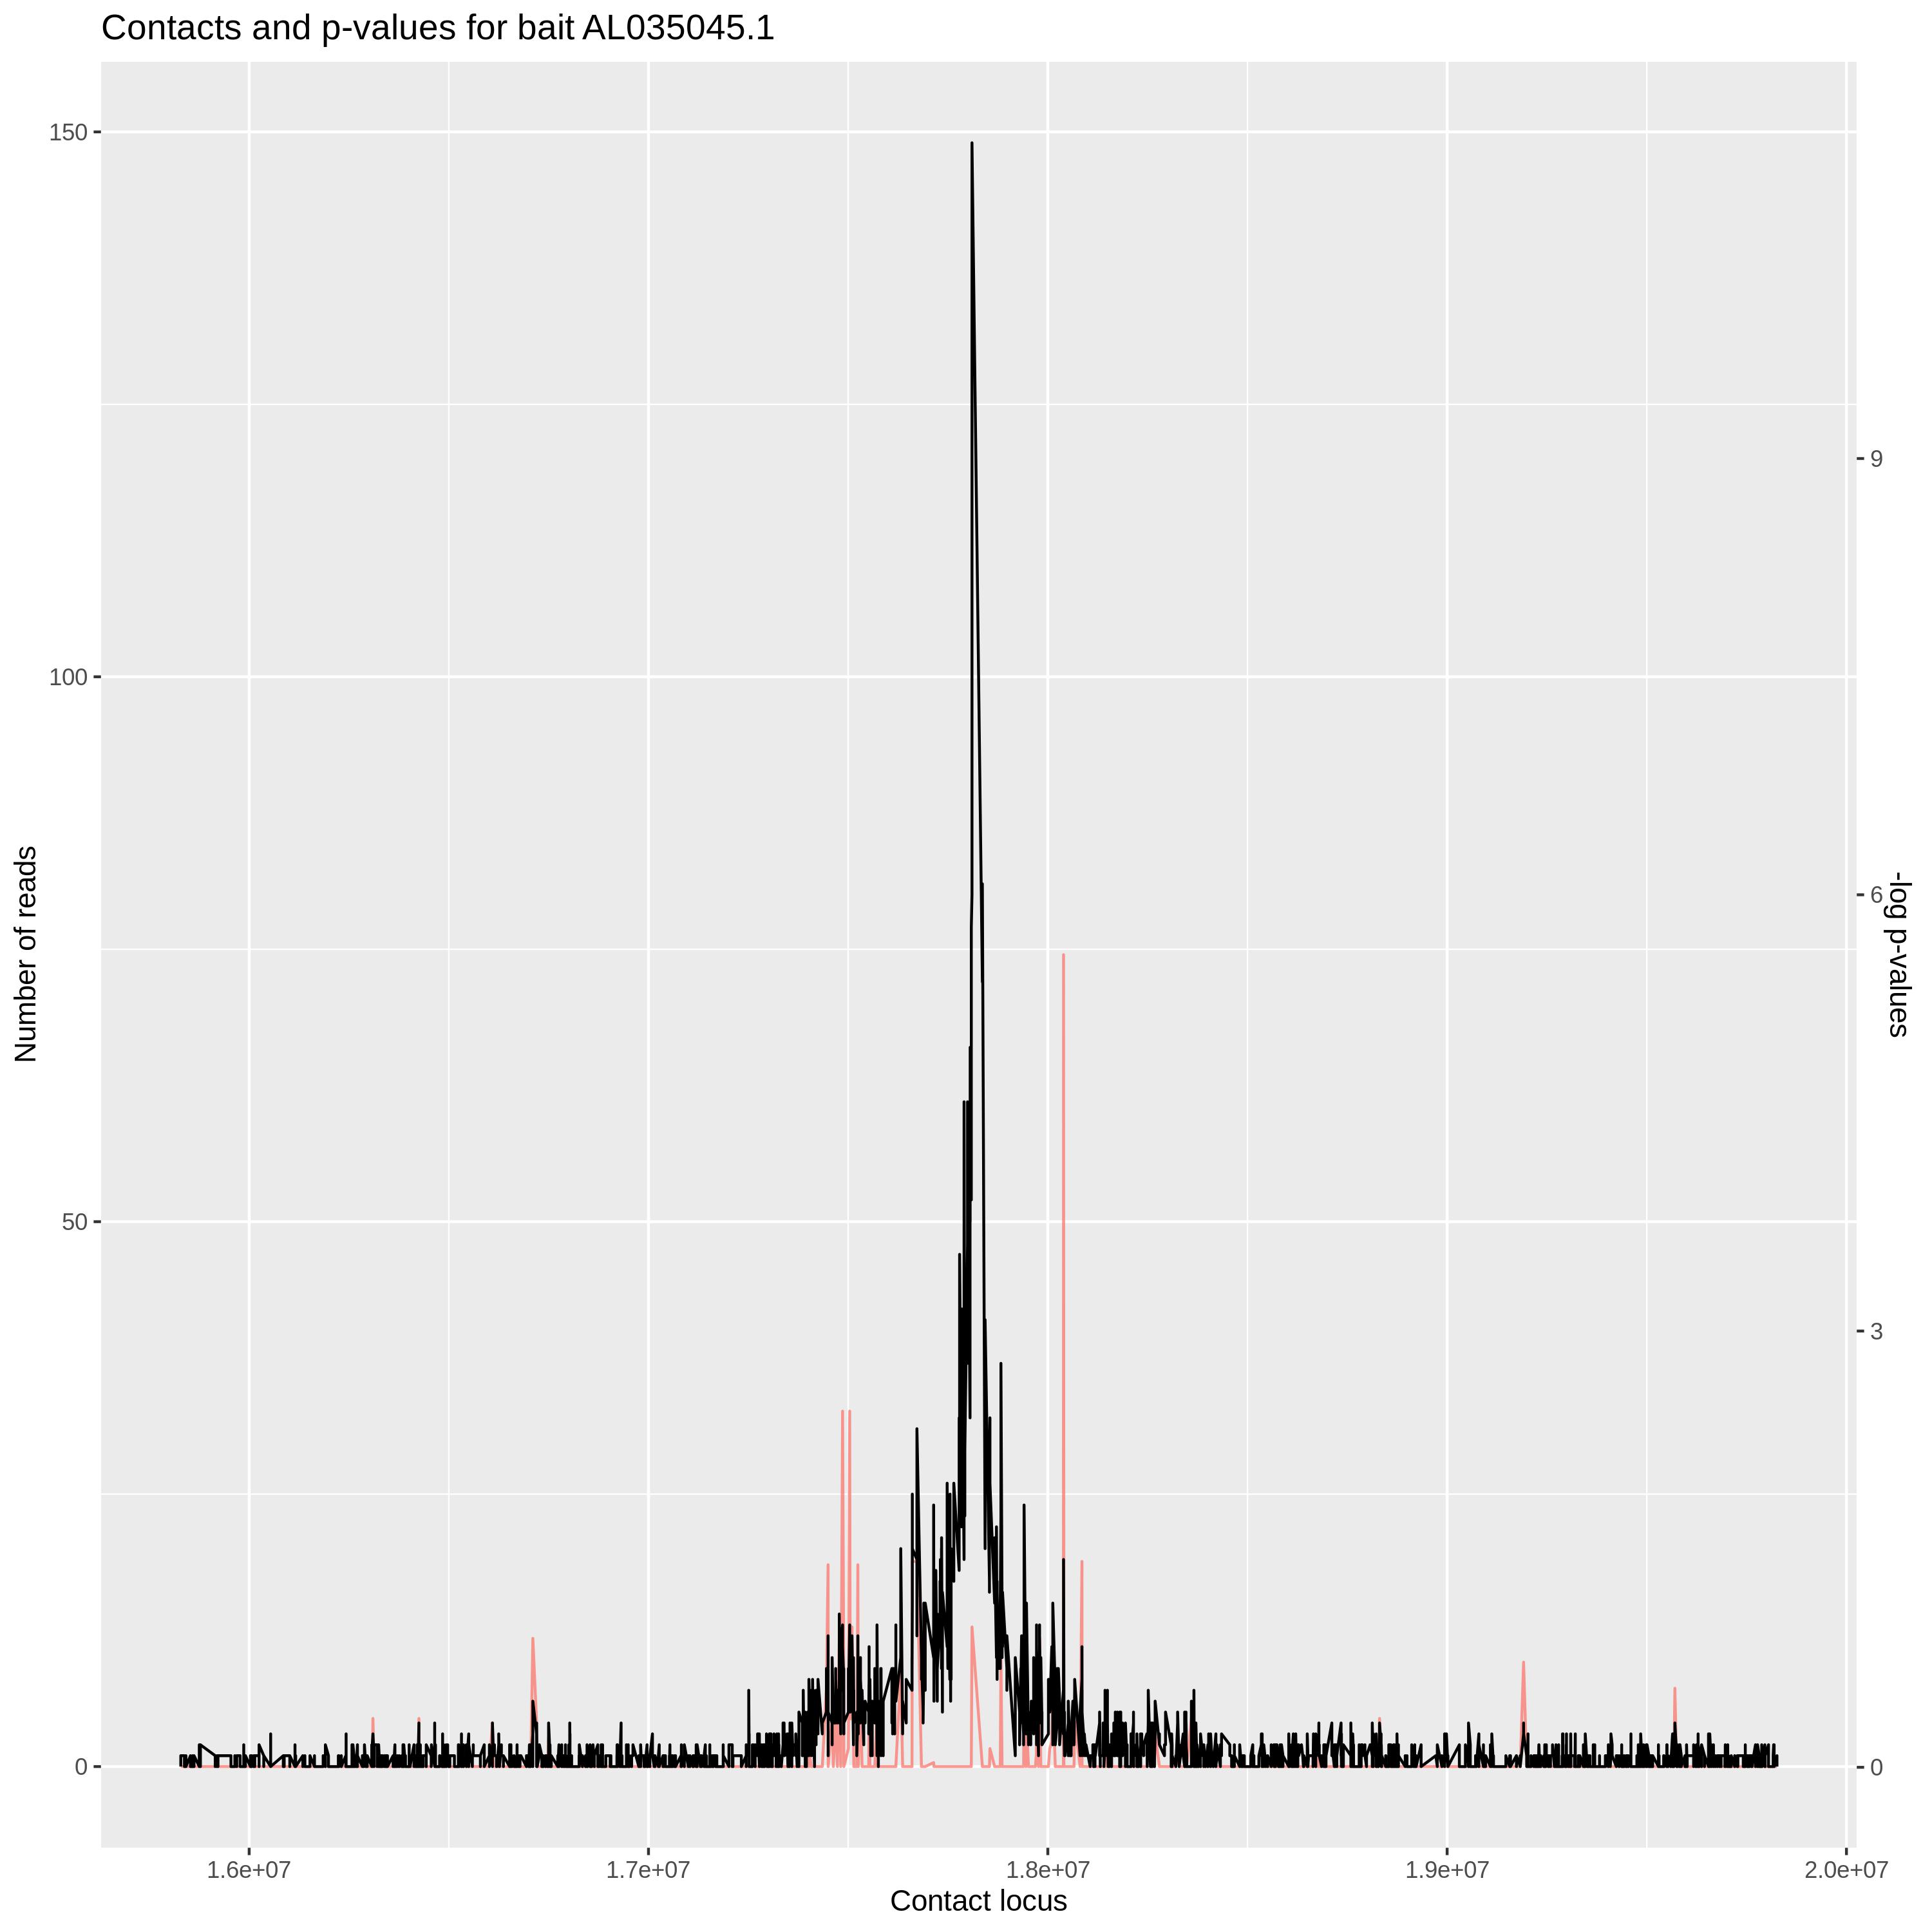 Contacts and p-values for bait AL035045.1
150
100
50
0
9
6
3
0
Number of reads
-log p-values
1.6e+07
1.7e+07
1.8e+07
1.9e+07
2.0e+07
Contact locus